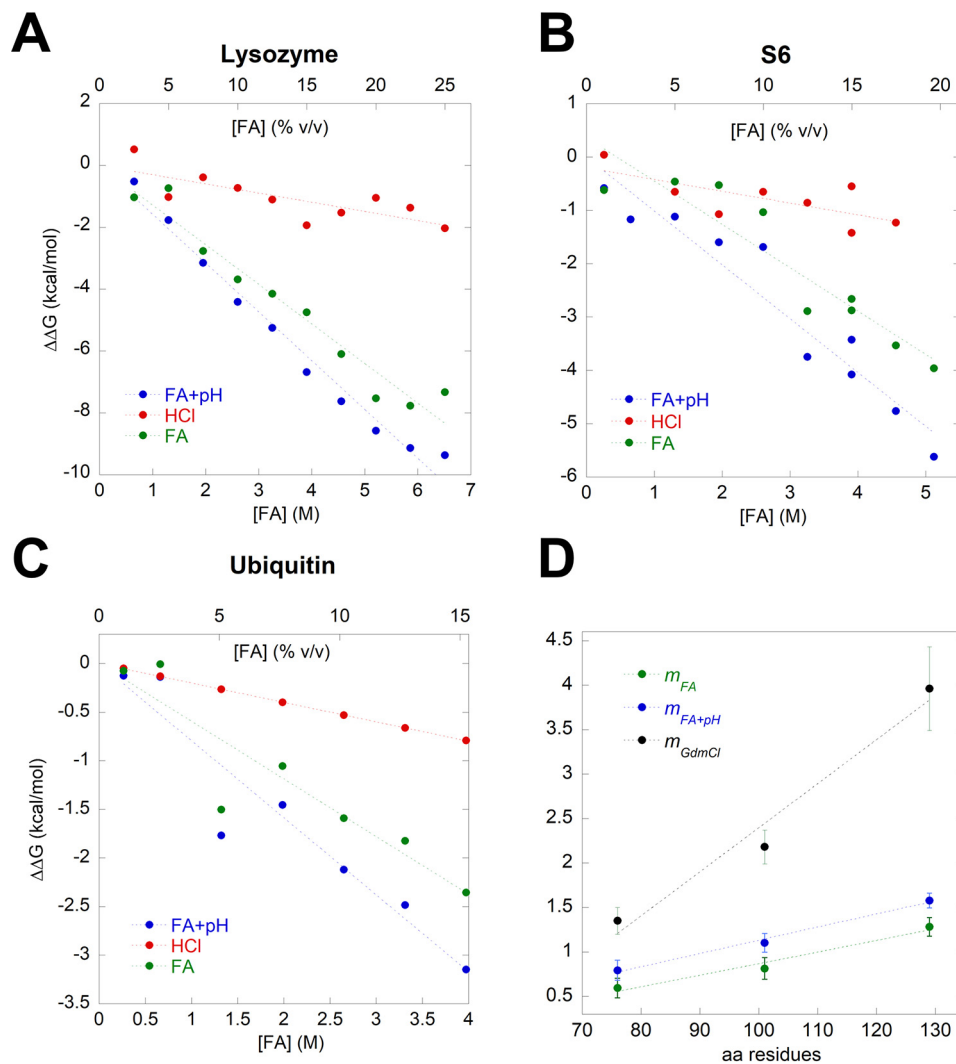 A
Lysozyme
0 5 10 15 20 25
[FA] (% v/v)
2
0
-2
-4
-6
-8
-10
ΔΔG (kcal/mol)
FA+pH
HCl
FA
0 1 2 3 4 5 6 7
[FA] (M)
B
S6
0 5 10 15 20
[FA] (% v/v)
1
0
-1
-2
-3
-4
-5
-6
FA+pH
HCl
FA
0 1 2 3 4 5
[FA] (M)
C
Ubiquitin
0 5 10 15
[FA] (% v/v)
0
-0.5
-1
-1.5
-2
-2.5
-3
-3.5
ΔΔG (kcal/mol)
FA+pH
HCl
FA
0 0.5 1 1.5 2 2.5 3 3.5 4
[FA] (M)
D
4.5
4
3.5
3
2.5
2
1.5
1
0.5
m_FA
m_FA+pH
m_GdmCl
70 80 90 100 110 120 130
aa residues